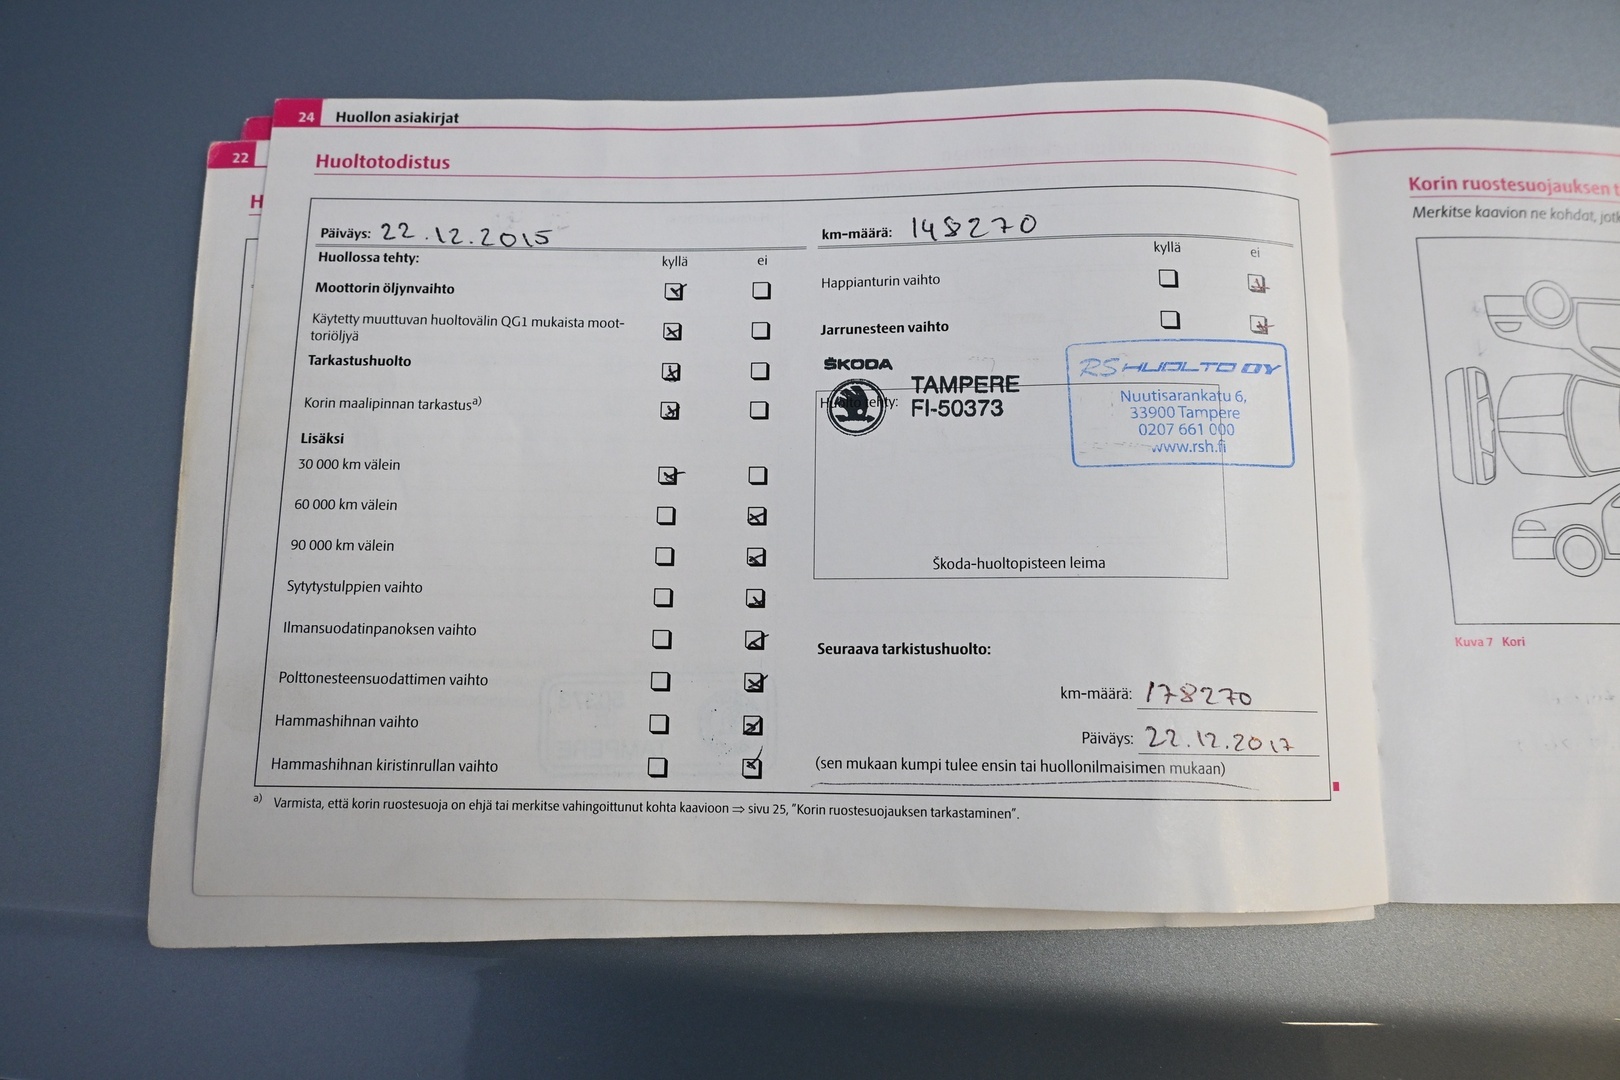 24 Huollon asiakirjat
22
Huoltotodistus
H
Päiväys: 22.12.2015
km-määrä: 148270
Huollossa tehty: kyllä ei
Moottorin öljynvaihto
Käytetty muuttuvan huoltovälin QG1 mukaista moot-
toriöljyä
Tarkastushuolto
Korin maalipinnan tarkastus a)
Lisäksi
30 000 km välein
60 000 km välein
90 000 km välein
Sytytystulppien vaihto
Ilmansuodatinpanoksen vaihto
Polttonesteensuodattimen vaihto
Hammashihnan vaihto
Hammashihnan kiristinrullan vaihto
kyllä ei
Happianturin vaihto
Jarrunesteen vaihto
ŠKODA
TAMPERE
FI-50373
Huolto tehty:
RS HUOLTO OY
Nuutisarankatu 6,
33900 Tampere
0207 661 000
www.rsh.fi
Škoda-huoltopisteen leima
Seuraava tarkistushuolto:
km-määrä: 178270
Päiväys: 22.12.2017
(sen mukaan kumpi tulee ensin tai huollonilmaisimen mukaan)
a) Varmista, että korin ruostesuoja on ehjä tai merkitse vahingoittunut kohta kaavioon ⇒ sivu 25, "Korin ruostesuojauksen tarkastaminen".
Korin ruostesuojauksen t
Merkitse kaavion ne kohdat, jotk
Kuva 7 Kori